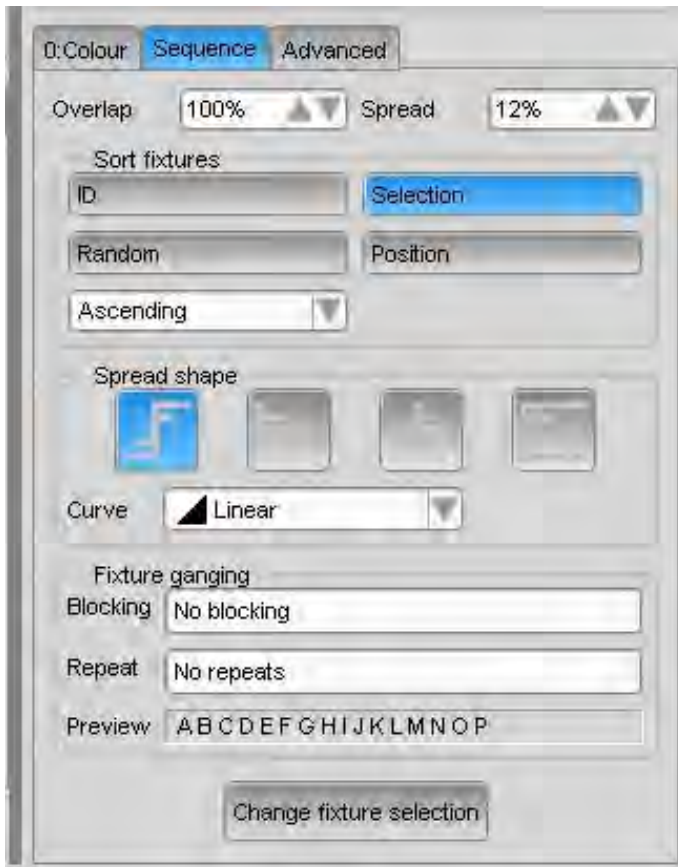 0:Colour Sequence Advanced
Overlap 100% Spread 12%
Sort fixtures
ID Selection
Random Position
Ascending
Spread shape
Curve Linear
Fixture ganging
Blocking No blocking
Repeat No repeats
Preview A B C D E F G H I J K L M N O P
Change fixture selection